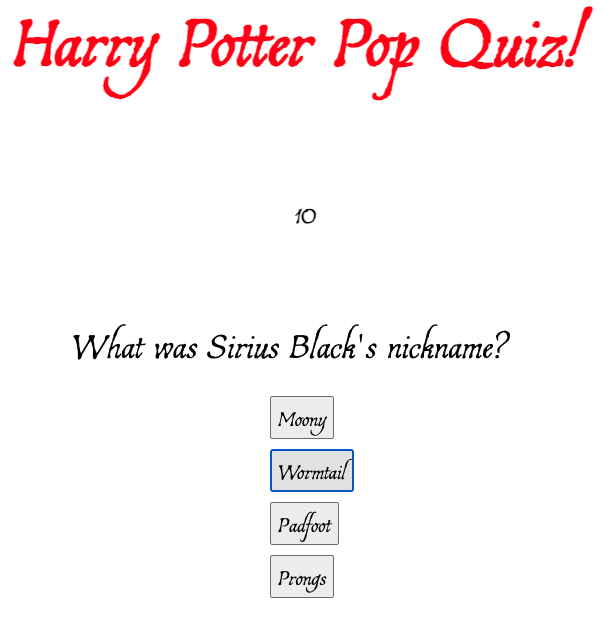 Harry Potter Pop Quiz!
10
What was Sirius Black's nickname?
Moony
Wormtail
Padfoot
Prongs